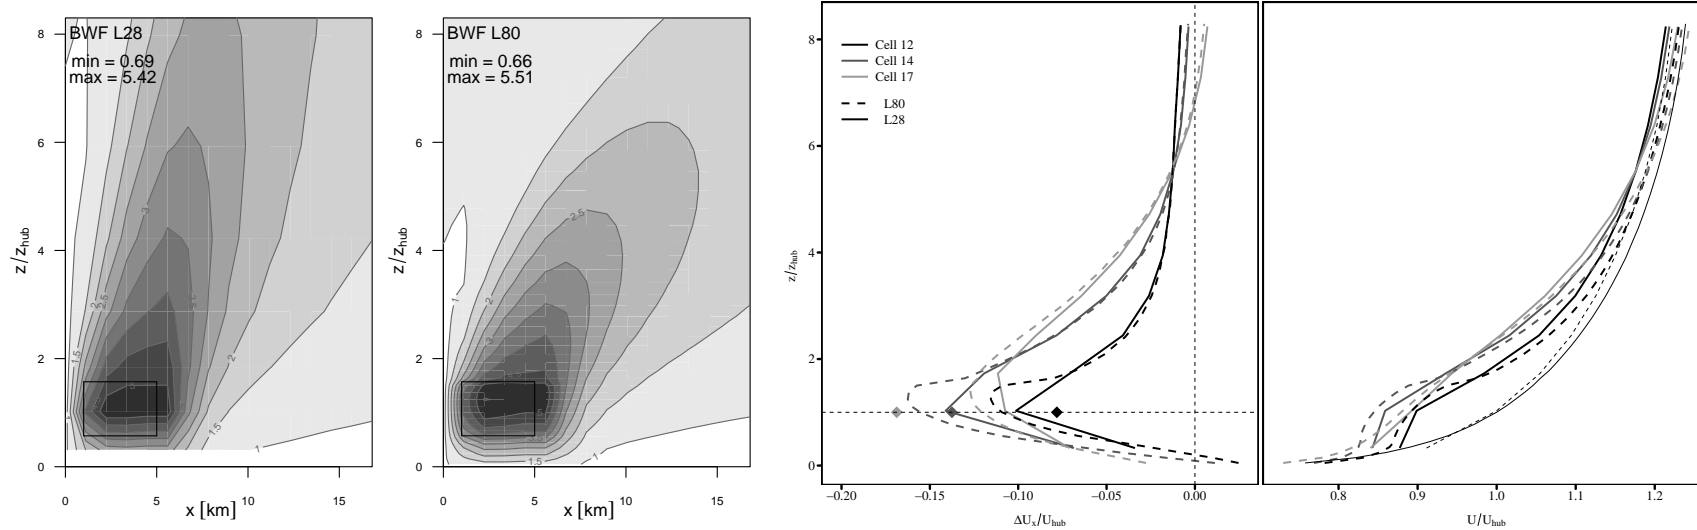 BWF L28
min = 0.69
max = 5.42
8
6
4
2
0
z/z_hub
3
2
2.5
1.5
2
1.5
1
0
5
10
15
x [km]
BWF L80
min = 0.66
max = 5.51
8
6
4
2
0
z/z_hub
2.5
1
2
3
1.5
1
0
5
10
15
x [km]
Cell 12
Cell 14
Cell 17
L80
L28
8
6
4
2
0
z/z_hub
−0.20
−0.15
−0.10
−0.05
0.00
ΔU_x/U_hub
0.8
0.9
1.0
1.1
1.2
U/U_hub